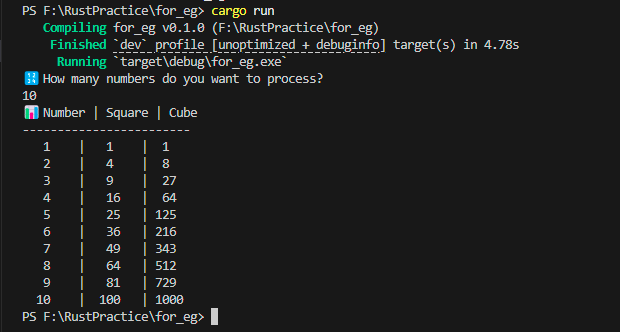 PS F:\RustPractice\for_eg> cargo run
   Compiling for_eg v0.1.0 (F:\RustPractice\for_eg)
    Finished `dev` profile [unoptimized + debuginfo] target(s) in 4.78s
     Running `target\debug\for_eg.exe`
🔢 How many numbers do you want to process?
10
📊 Number | Square | Cube
------------------------
   1    |   1    |  1
   2    |   4    |  8
   3    |   9    |  27
   4    |   16   |  64
   5    |   25   | 125
   6    |   36   | 216
   7    |   49   | 343
   8    |   64   | 512
   9    |   81   | 729
  10    |  100   | 1000
PS F:\RustPractice\for_eg>